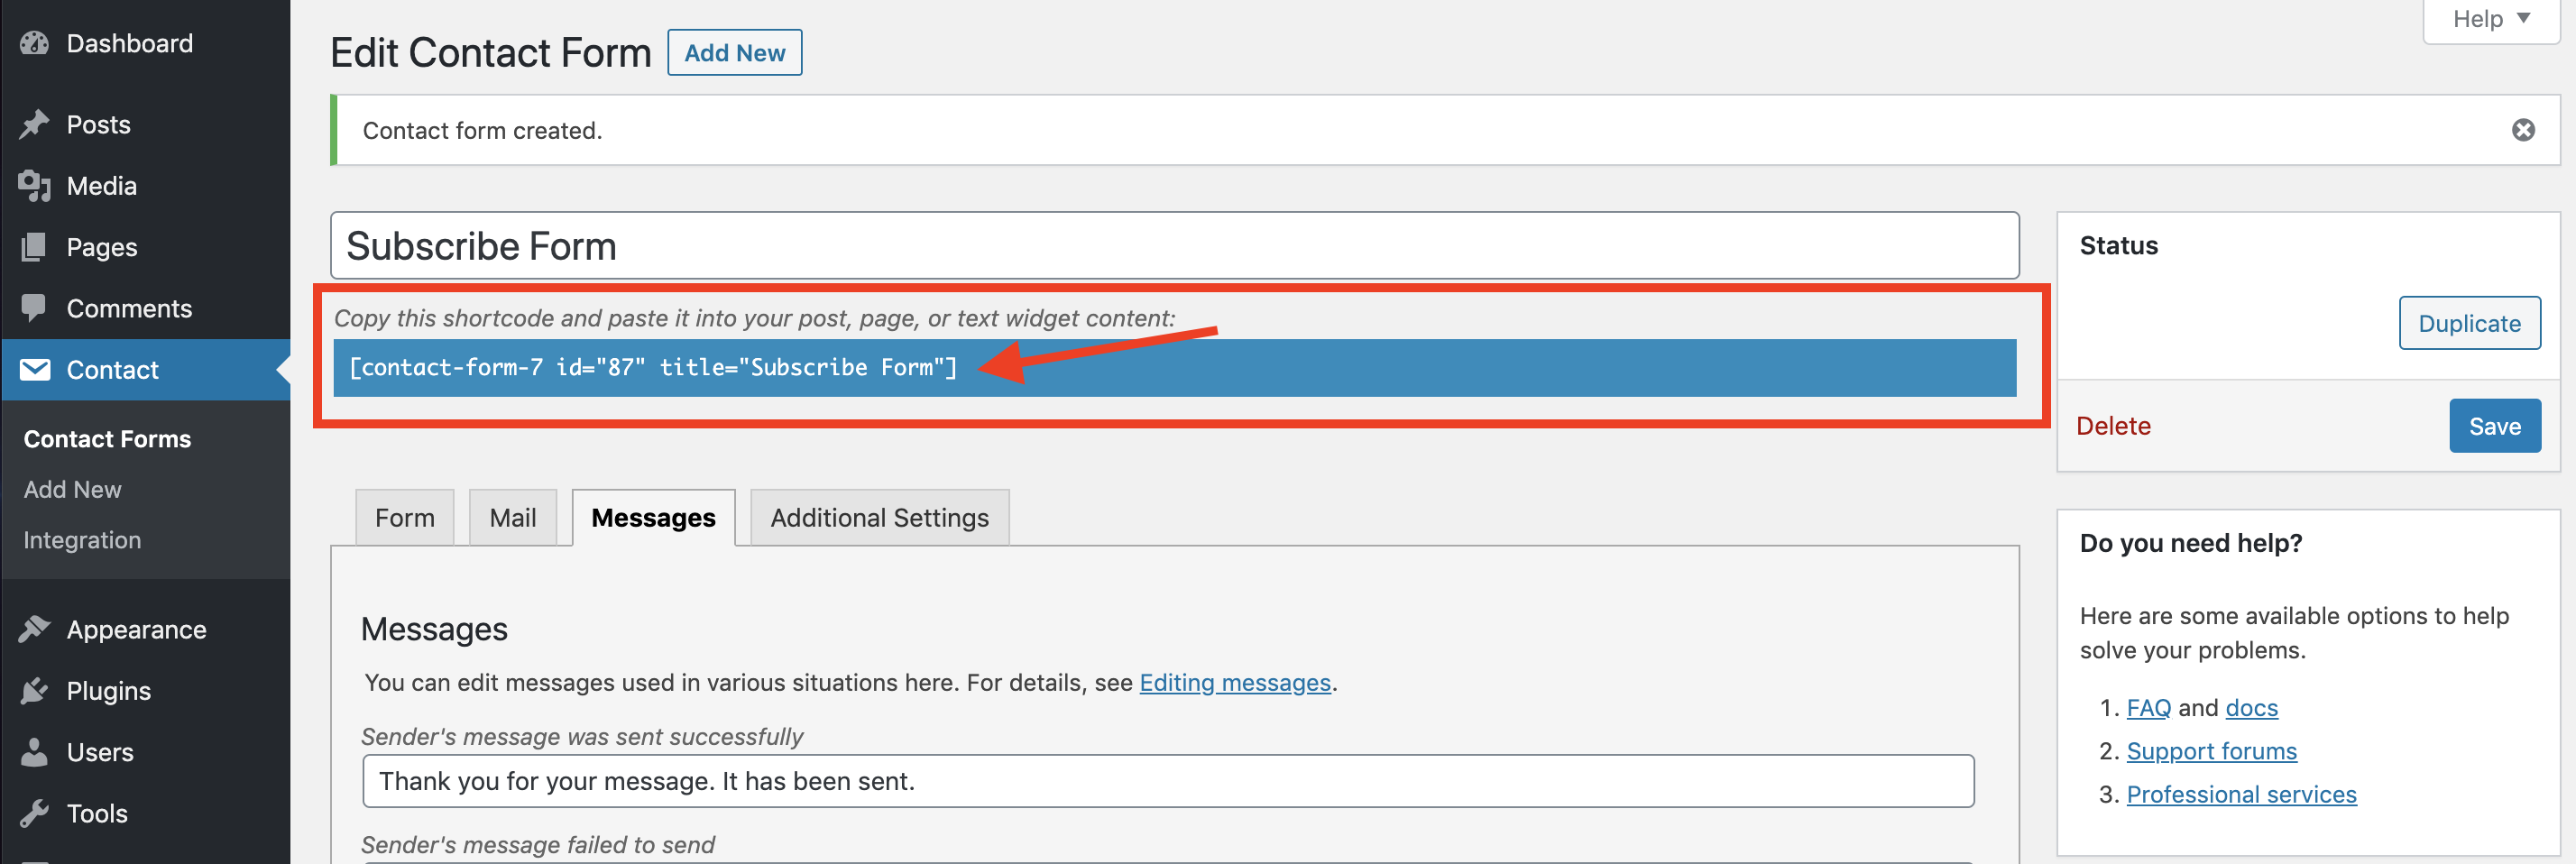 Dashboard
Posts
Media
Pages
Comments
Contact
Contact Forms
Add New
Integration
Appearance
Plugins
Users
Tools
Help
Edit Contact Form
Add New
Contact form created.
Subscribe Form
Copy this shortcode and paste it into your post, page, or text widget content:
[contact-form-7 id="87" title="Subscribe Form"]
Form
Mail
Messages
Additional Settings
Messages
You can edit messages used in various situations here. For details, see Editing messages.
Sender's message was sent successfully
Thank you for your message. It has been sent.
Sender's message failed to send
Status
Duplicate
Delete
Save
Do you need help?
Here are some available options to help
solve your problems.
1. FAQ and docs
2. Support forums
3. Professional services